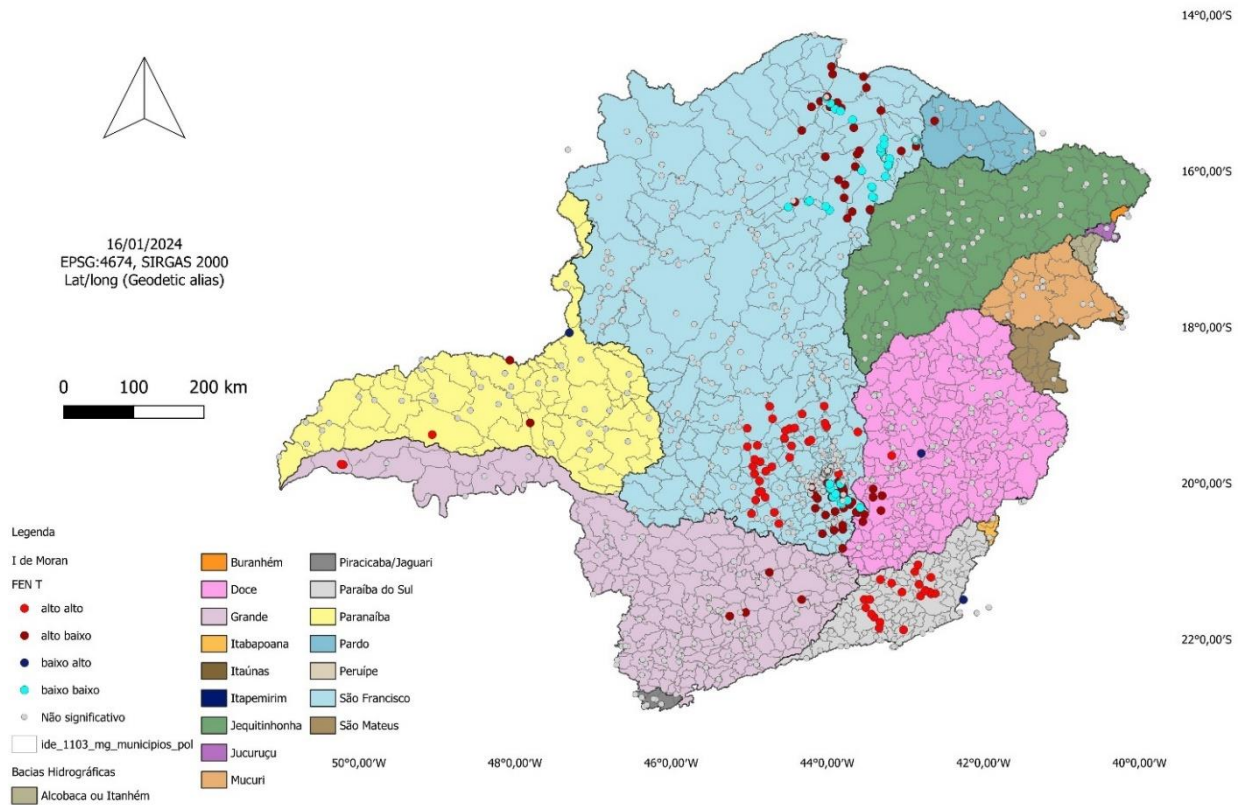 14°0,00′S
16°0,00′S
16/01/2024
EPSG:4674, SIRGAS 2000
Lat/long (Geodetic alias)
18°0,00′S
0 100 200 km
20°0,00′S
22°0,00′S
50°0,00′W 48°0,00′W 46°0,00′W 44°0,00′W 42°0,00′W 40°0,00′W
Legenda
I de Moran
FEN T
alto alto
alto baixo
baixo alto
baixo baixo
Não significativo
ide_1103_mg_municipios_pol
Bacias Hidrográficas
Alcobaca ou Itanhém
Buranhém
Doce
Grande
Itabapoana
Itaúnas
Itapemirim
Jequitinhonha
Jucuruçu
Mucuri
Piracicaba/Jaguari
Paraíba do Sul
Paranaíba
Pardo
Peruípe
São Francisco
São Mateus